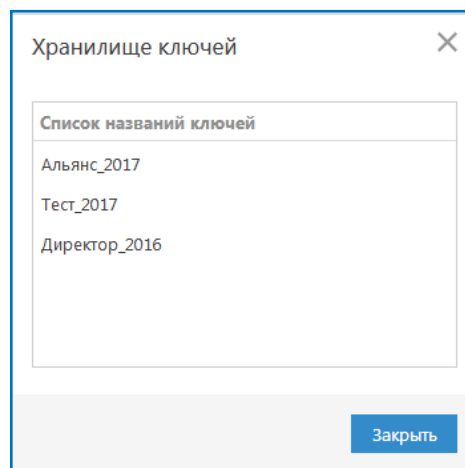 Хранилище ключей
Список названий ключей
Альянс_2017
Тест_2017
Директор_2016
Закрыть